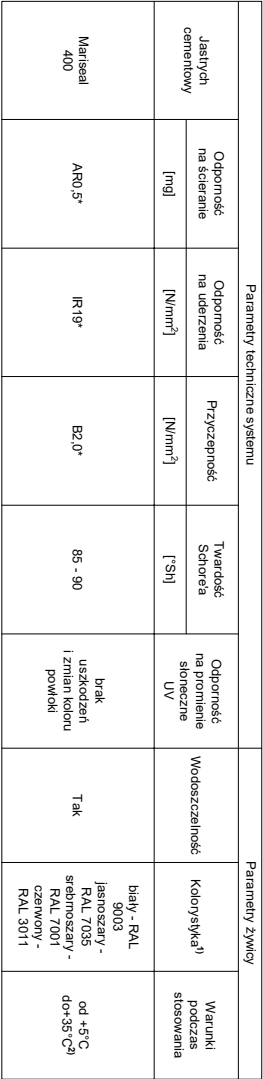 Parametry techniczne systemu
Parametry żywicy
Jastrych
cementowy
Odporność
na ścieranie
Odporność
na uderzenia
Przyczepność
Twardość
Schore'a
Odporność
na promienie
słoneczne
UV
Wodoszczelność
Kolorystyka¹⁾
Warunki
podczas
stosowania
[mg]
[N/mm²]
[N/mm²]
[°Sh]
Mariseal
400
AR0,5*
IR19*
B2,0*
85 - 90
brak
uszkodzeń
i zmian koloru
powłoki
Tak
biały - RAL
9003
jasnoszary -
RAL 7035
srebrnoszary -
RAL 7001
czerwony -
RAL 3011
od +5°C
do+35°C²⁾